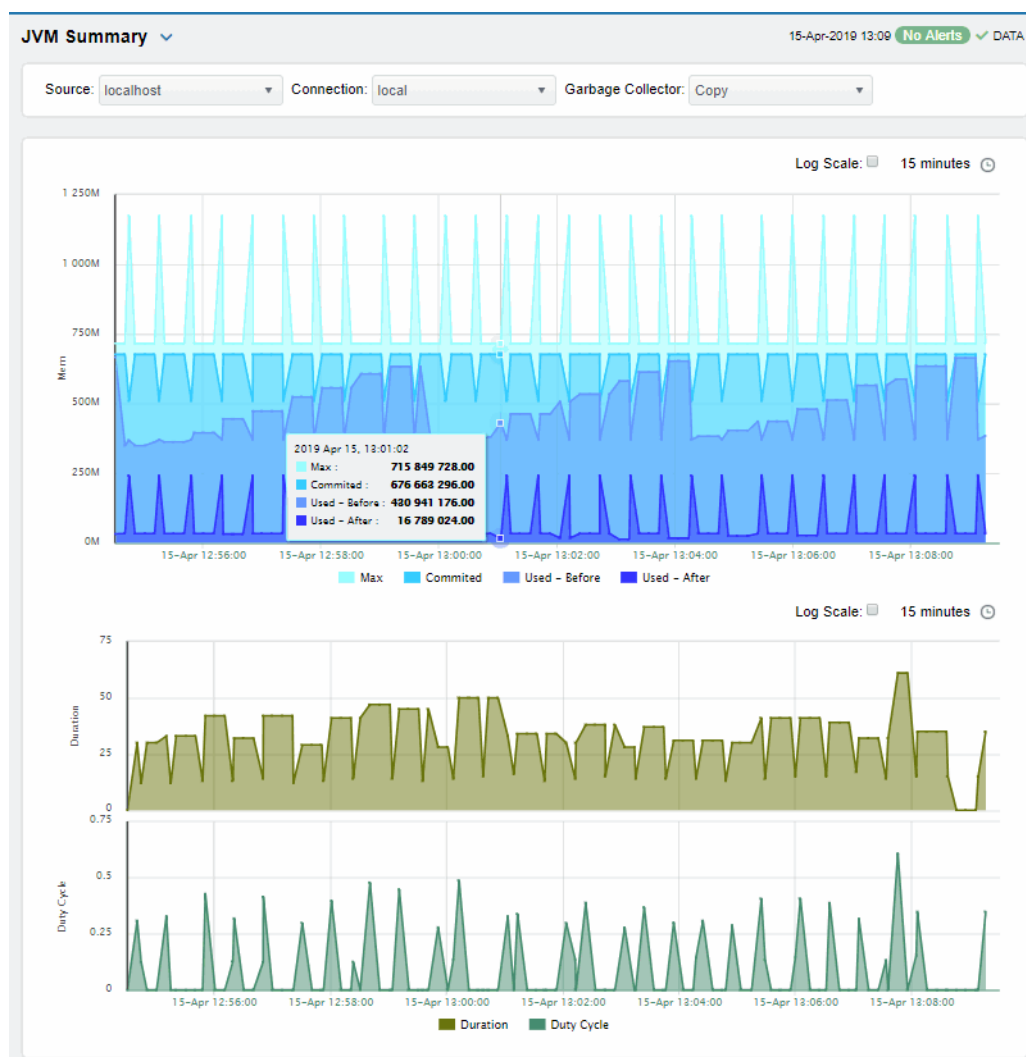 JVM Summary 15-Apr-2019 13:09 No Alerts DATA
Source: localhost Connection: local Garbage Collector: Copy
Log Scale: 15 minutes
1 250M
1 000M
750M
500M
250M
0M
Mem
2019 Apr 15, 13:01:02
Max : 715 849 728.00
Commited : 676 663 296.00
Used - Before : 430 941 176.00
Used - After : 16 789 024.00
15-Apr 12:56:00 15-Apr 12:58:00 15-Apr 13:00:00 15-Apr 13:02:00 15-Apr 13:04:00 15-Apr 13:06:00 15-Apr 13:08:00
Max Commited Used - Before Used - After
Log Scale: 15 minutes
75
50
25
0
Duration
0.75
0.5
0.25
0
Duty Cycle
15-Apr 12:56:00 15-Apr 12:58:00 15-Apr 13:00:00 15-Apr 13:02:00 15-Apr 13:04:00 15-Apr 13:06:00 15-Apr 13:08:00
Duration Duty Cycle